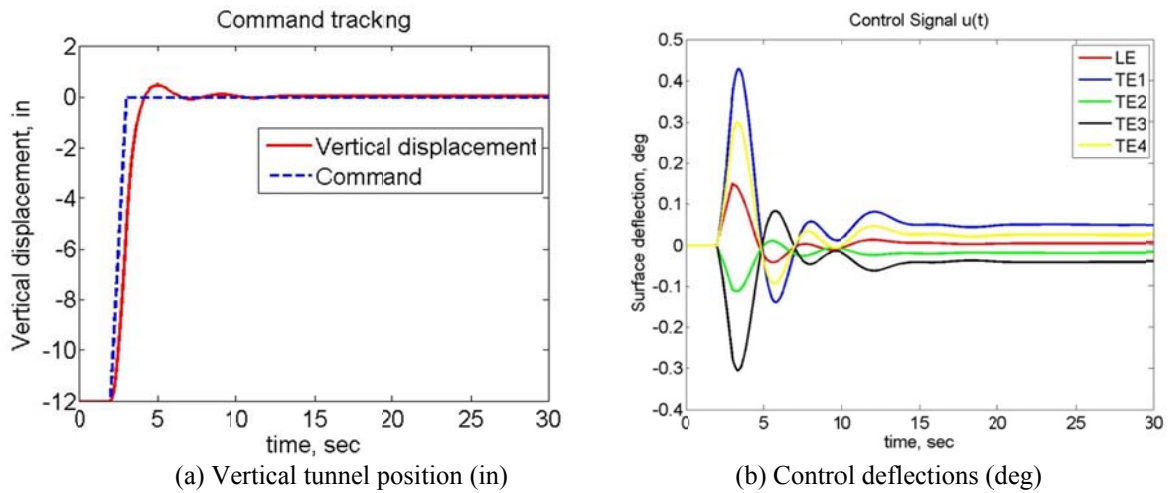 Command tracking
2
0
-2
-4
-6
-8
-10
-12
Vertical displacement, in
Vertical displacement
Command
0 5 10 15 20 25 30
time, sec
(a) Vertical tunnel position (in)
Control Signal u(t)
0.5
0.4
0.3
0.2
0.1
0
-0.1
-0.2
-0.3
-0.4
Surface deflection, deg
LE
TE1
TE2
TE3
TE4
0 5 10 15 20 25 30
time, sec
(b) Control deflections (deg)